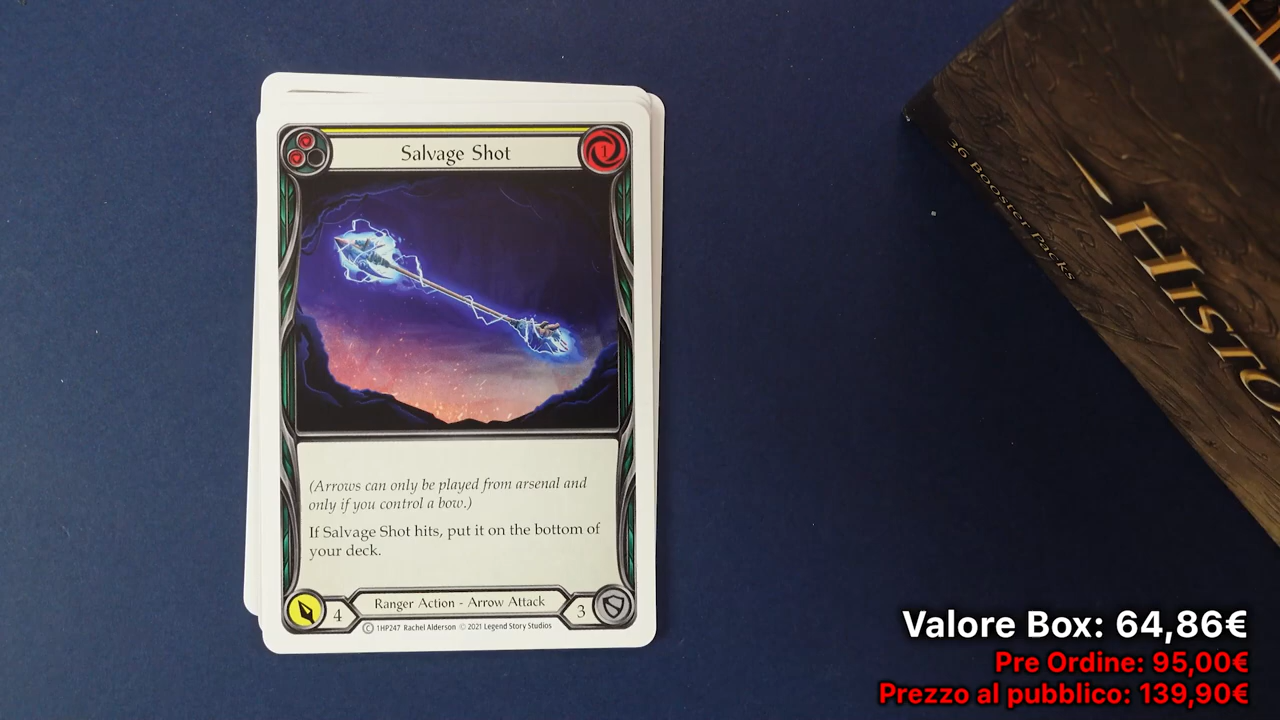 Salvage Shot
1
(Arrows can only be played from arsenal and
only if you control a bow.)
If Salvage Shot hits, put it on the bottom of
your deck.
4
Ranger Action - Arrow Attack
3
C 1HP247 Rachel Alderson © 2021 Legend Story Studios
36 Booster Packs
Valore Box: 64,86€
Pre Ordine: 95,00€
Prezzo al pubblico: 139,90€